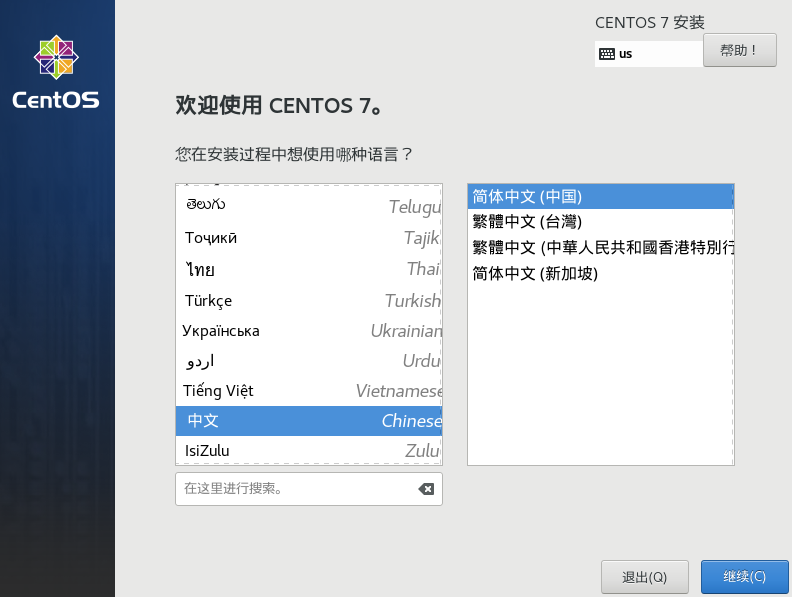 CentOS
CENTOS 7 安装
us
帮助！
欢迎使用 CENTOS 7。
您在安装过程中想使用哪种语言？
తెలుగు Telugu
Тоҷикӣ Tajik
ไทย Thai
Türkçe Turkish
Українська Ukrainian
اردو Urdu
Tiếng Việt Vietnamese
中文 Chinese
IsiZulu Zulu
在这里进行搜索。
简体中文 (中国)
繁體中文 (台灣)
繁體中文 (中華人民共和國香港特別行
简体中文 (新加坡)
退出(Q)
继续(C)